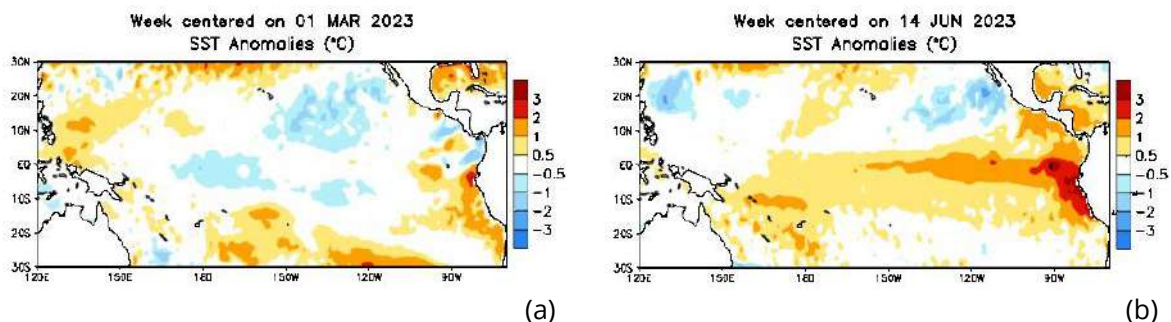 Week centered on 01 MAR 2023
SST Anomalies (°C)
30N
20N
10N
EQ
10S
20S
30S
120E
150E
180
150W
120W
90W
3
2
1
0.5
-0.5
-1
-2
-3
(a)
Week centered on 14 JUN 2023
SST Anomalies (°C)
30N
20N
10N
EQ
10S
20S
30S
120E
150E
180
150W
120W
90W
3
2
1
0.5
-0.5
-1
-2
-3
(b)